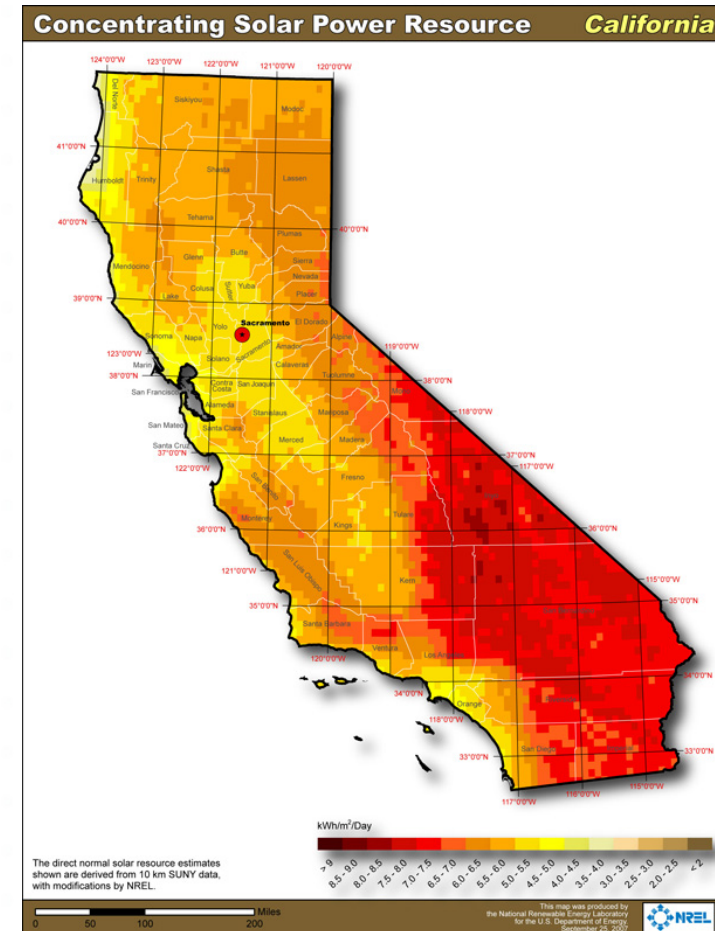 Concentrating Solar Power Resource California
124°0'0"W 123°0'0"W 122°0'0"W 121°0'0"W 120°0'0"W
Del Norte
Siskiyou
Modoc
41°0'0"N
Humboldt
Trinity
Shasta
Lassen
Tehama
40°0'0"N
40°0'0"N
Plumas
Mendocino
Glenn
Butte
Sierra
Nevada
Colusa
Sutter
Yuba
Placer
Lake
39°0'0"N
Yolo
Sacramento
El Dorado
Sonoma
Napa
Alpine
119°0'0"W
123°0'0"W
Solano
Sacramento
Amador
Marin
Calaveras
38°0'0"N
38°0'0"N
Contra
Costa
San Joaquin
Tuolumne
San Francisco
Alameda
Stanislaus
Mariposa
118°0'0"W
San Mateo
Santa Clara
Merced
Madera
Santa Cruz
37°0'0"N
37°0'0"N
117°0'0"W
122°0'0"W
San Benito
Fresno
Monterey
Kings
Tulare
36°0'0"N
36°0'0"N
121°0'0"W
San Luis Obispo
Kern
115°0'0"W
35°0'0"N
35°0'0"N
Santa Barbara
120°0'0"W
Ventura
Los Angeles
34°0'0"N
34°0'0"N
Orange
118°0'0"W
33°0'0"N
San Diego
33°0'0"N
117°0'0"W
116°0'0"W
115°0'0"W
kWh/m²/Day
> 9
8.5 - 9.0
8.0 - 8.5
7.5 - 8.0
7.0 - 7.5
6.5 - 7.0
6.0 - 6.5
5.5 - 6.0
5.0 - 5.5
4.5 - 5.0
4.0 - 4.5
3.5 - 4.0
3.0 - 3.5
2.5 - 3.0
2.0 - 2.5
< 2
The direct normal solar resource estimates
shown are derived from 10 km SUNY data,
with modifications by NREL.
Miles
0 50 100 200
This map was produced by
the National Renewable Energy Laboratory
for the U.S. Department of Energy.
September 25, 2007
NREL